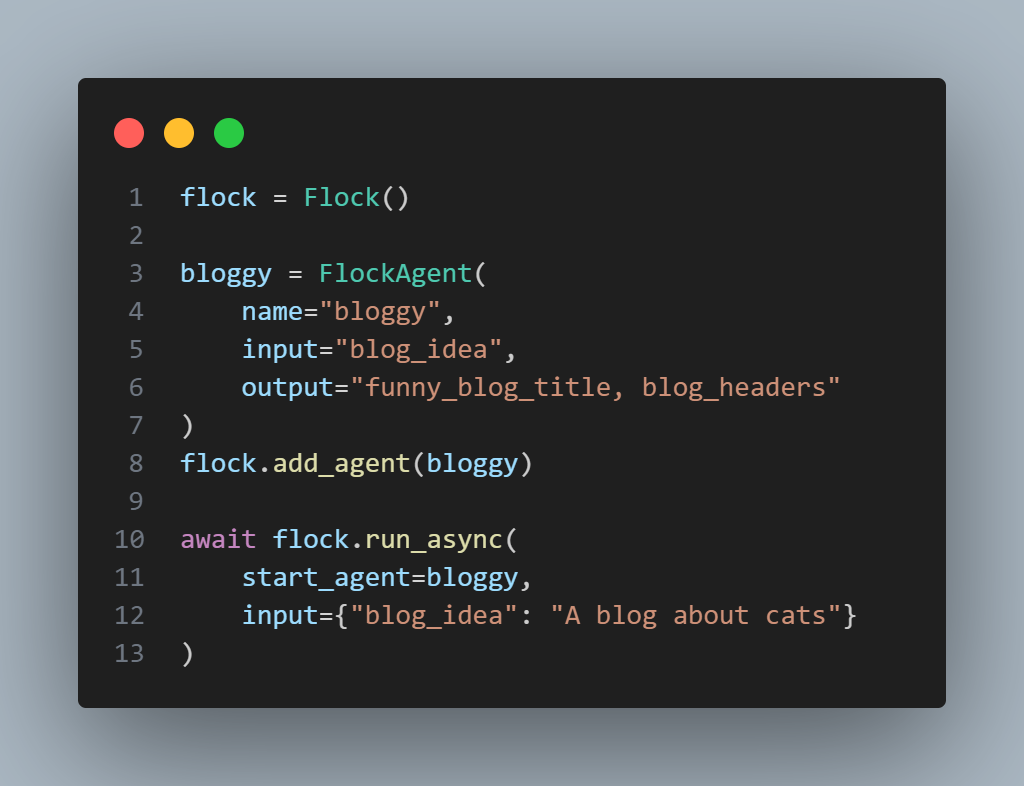 1 flock = Flock()
2
3 bloggy = FlockAgent(
4     name="bloggy",
5     input="blog_idea",
6     output="funny_blog_title, blog_headers"
7 )
8 flock.add_agent(bloggy)
9
10 await flock.run_async(
11     start_agent=bloggy,
12     input={"blog_idea": "A blog about cats"}
13 )